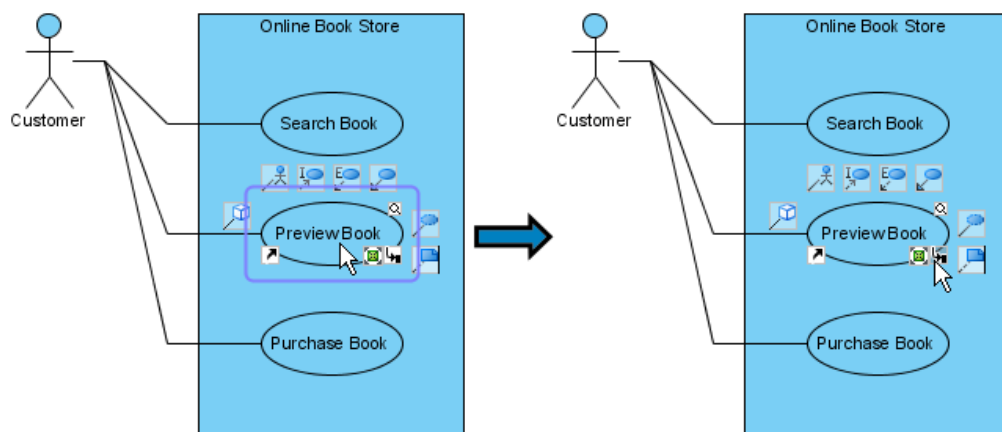 Online Book Store
Customer
Search Book
I
E
Preview Book
Purchase Book
Online Book Store
Customer
Search Book
I
E
Preview Book
Purchase Book